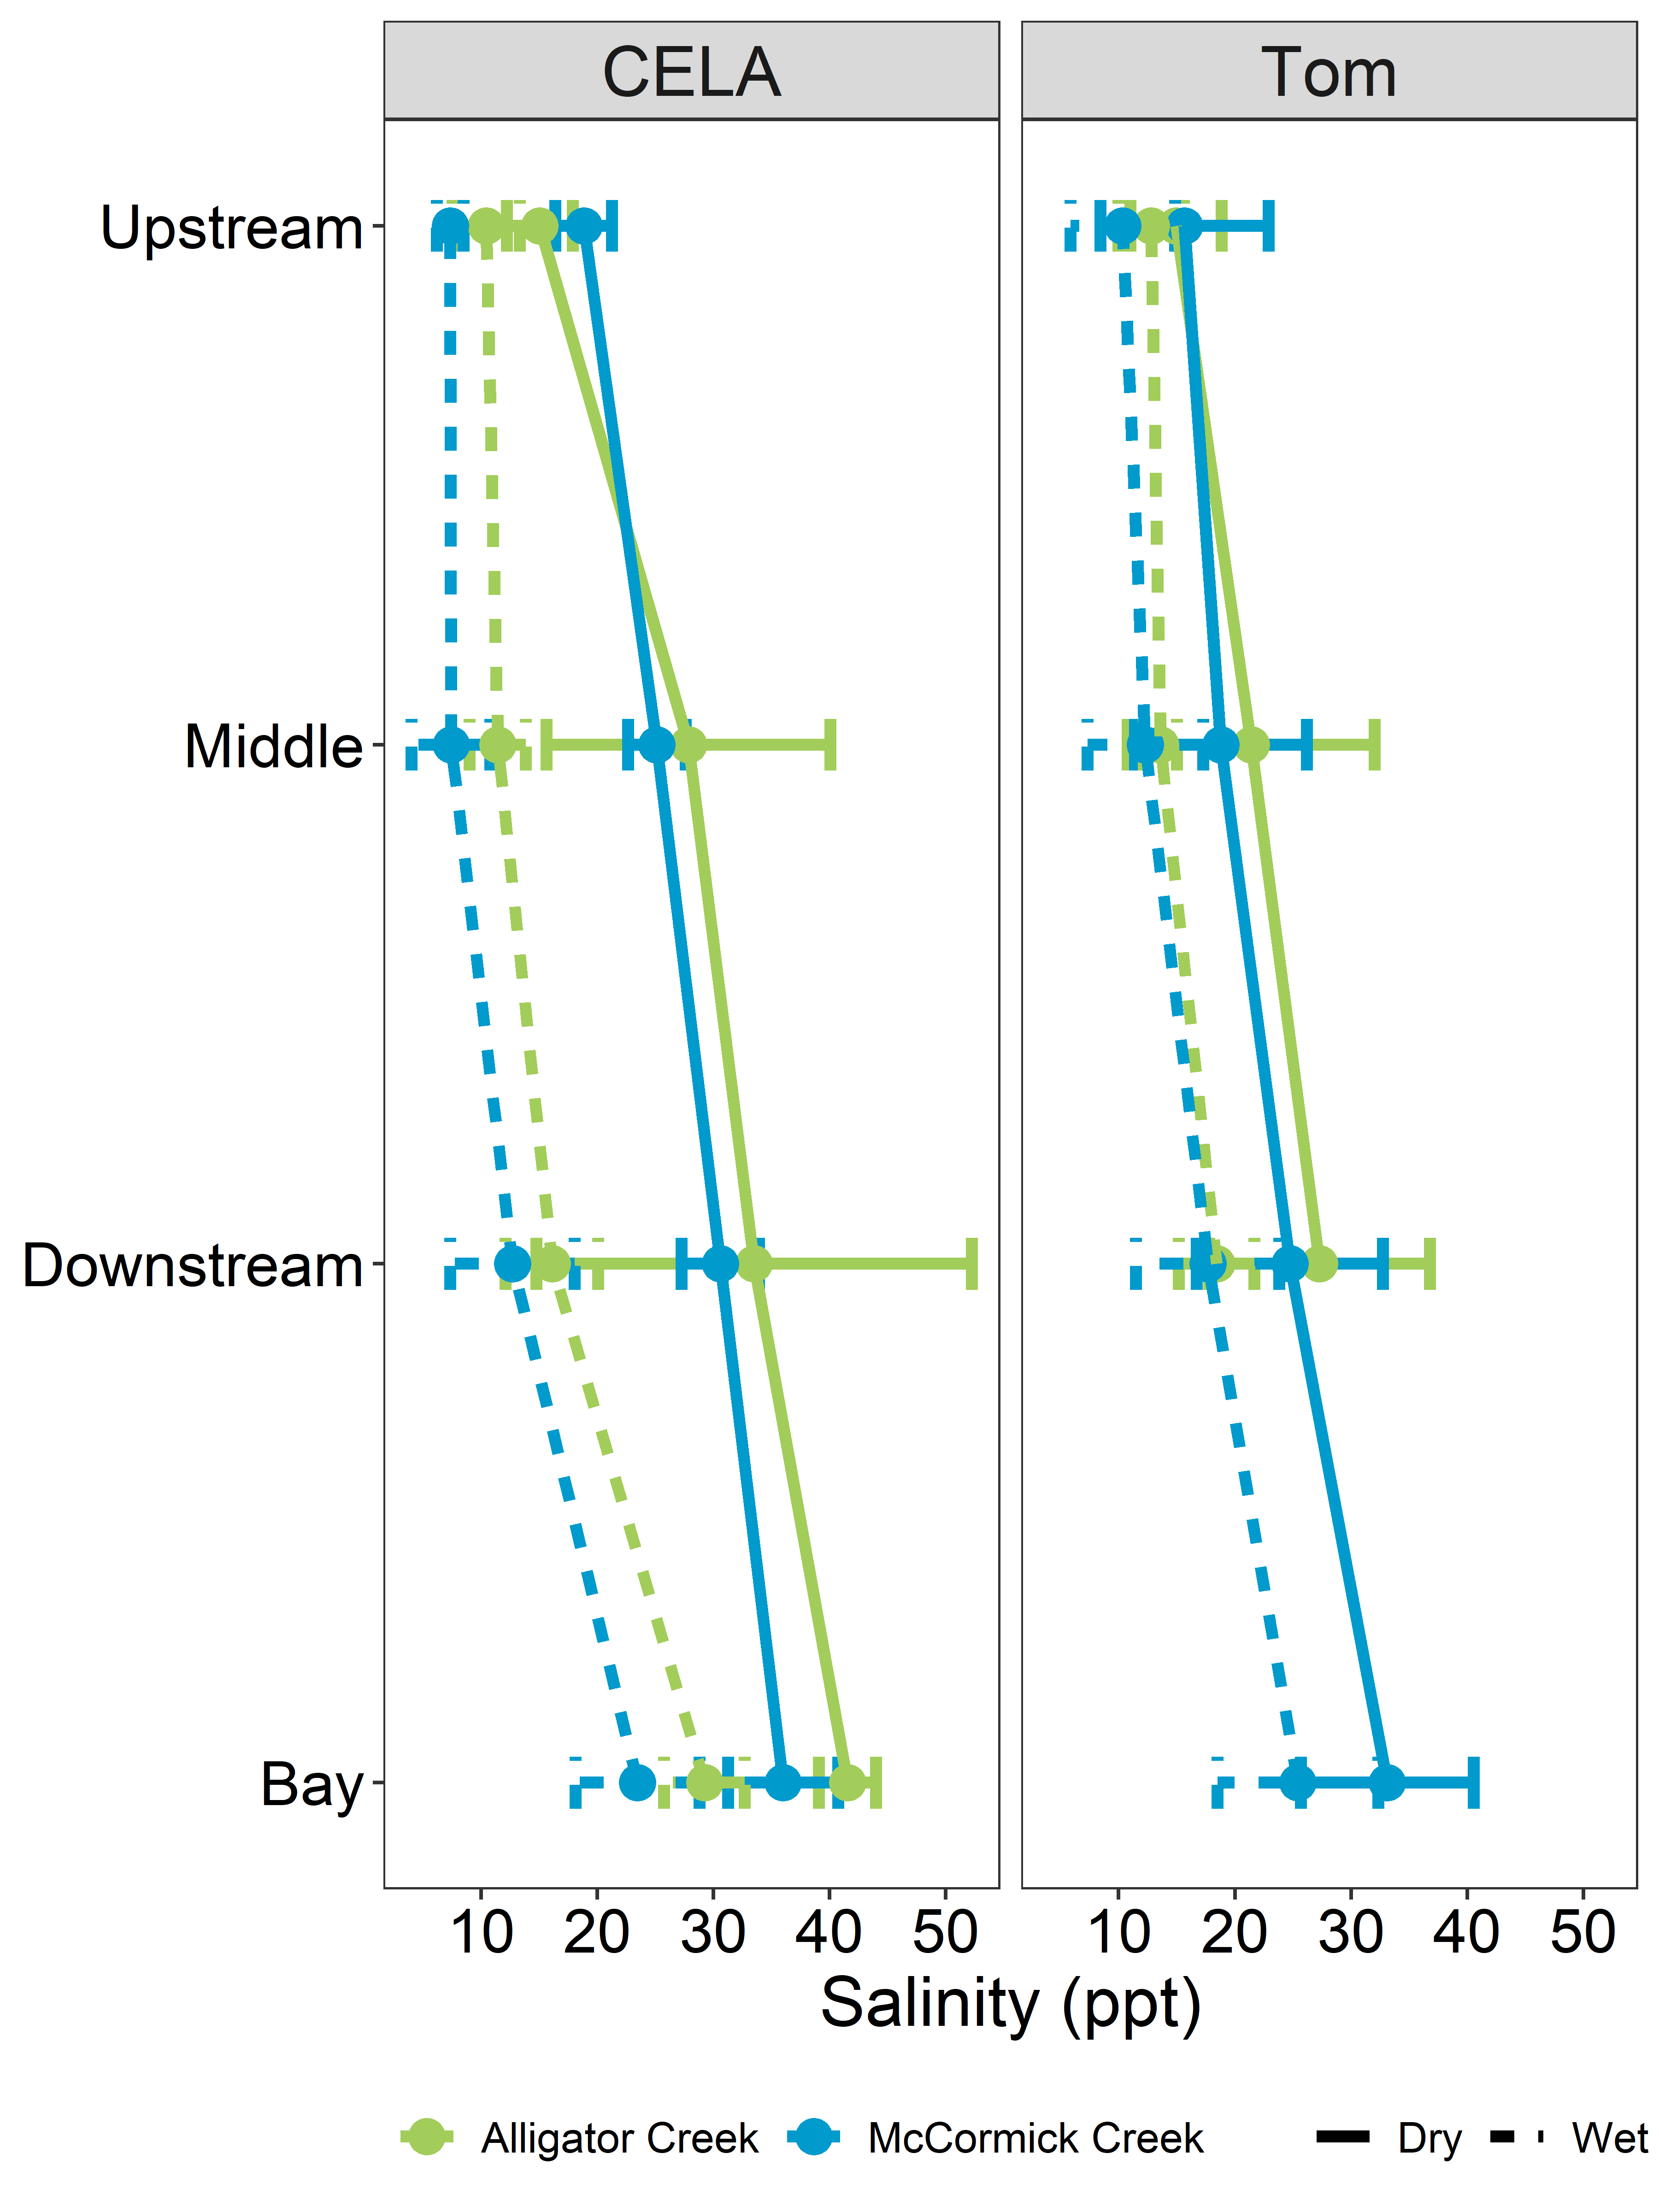 CELA Tom
Upstream
Middle
Downstream
Bay
10 20 30 40 50 10 20 30 40 50
Salinity (ppt)
Alligator Creek McCormick Creek Dry Wet